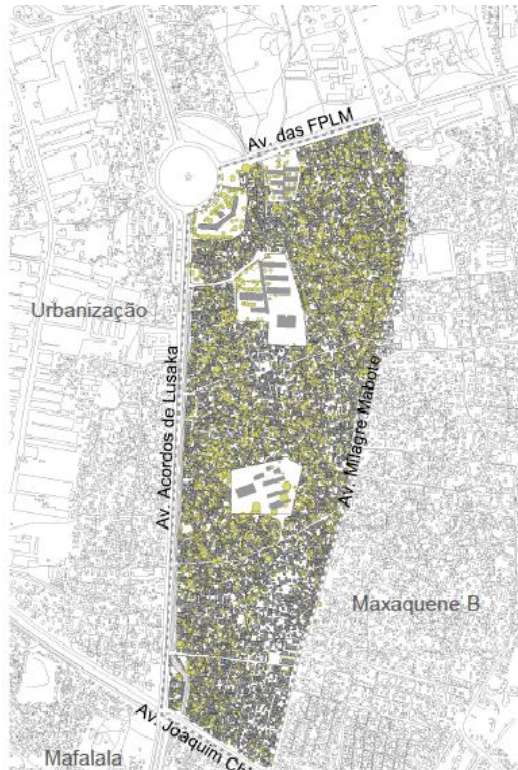 Av. das FPLM
Urbanização
Av. Acordos de Lusaka
Av. Milagre Mabote
Maxaquene B
Av. Joaquim Chi
Mafalala